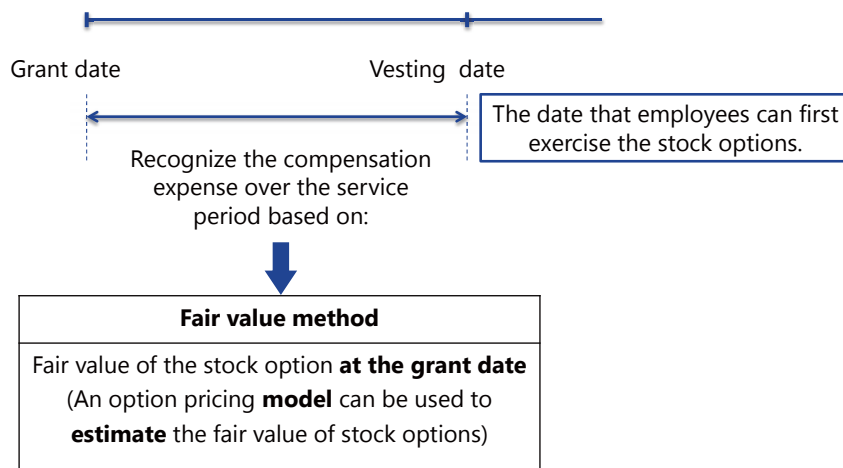 Grant date
Vesting date
The date that employees can first
exercise the stock options.
Recognize the compensation
expense over the service
period based on:
Fair value method
Fair value of the stock option at the grant date
(An option pricing model can be used to
estimate the fair value of stock options)